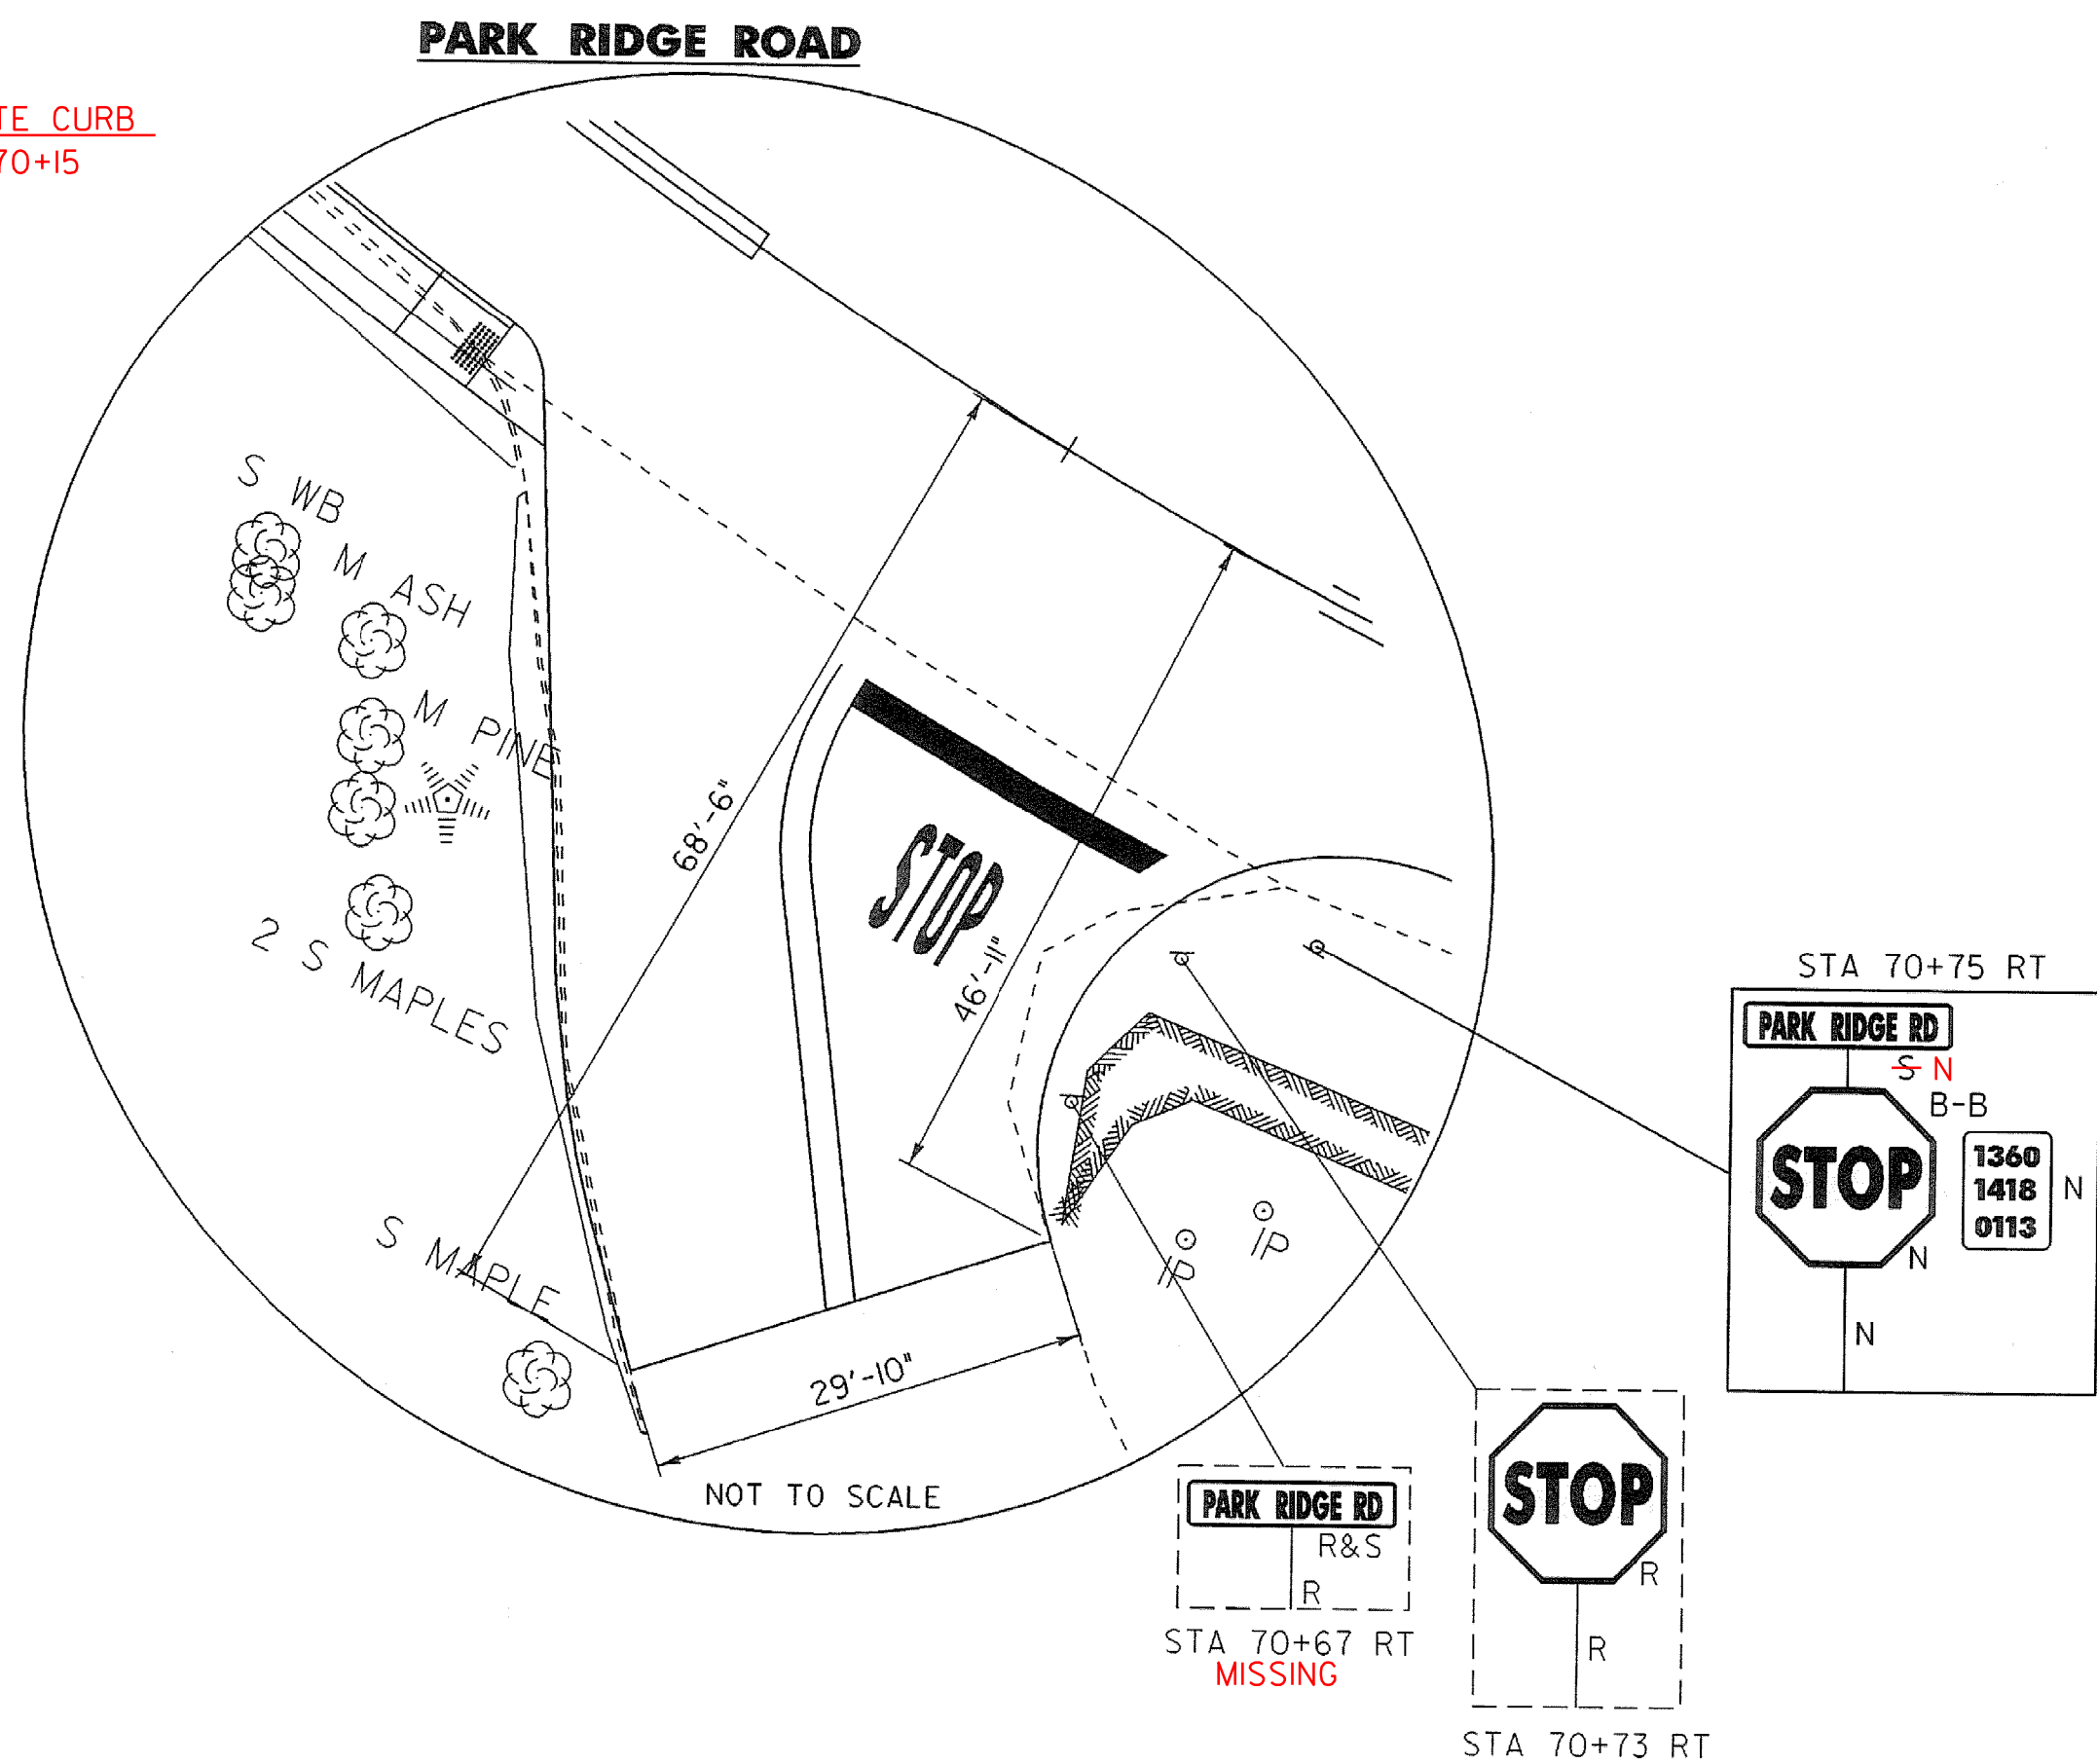 PARK RIDGE ROAD
TE CURB
70+15
S WB
M ASH
M PINE
2 S MAPLES
S MAPLE
68'-6"
STOP
46'-11"
29'-10"
NOT TO SCALE
IP
IP
STA 70+75 RT
PARK RIDGE RD
S N
B-B
STOP
N
1360
1418
0113
N
N
PARK RIDGE RD
R&S
R
STA 70+67 RT
MISSING
STOP
R
R
STA 70+73 RT